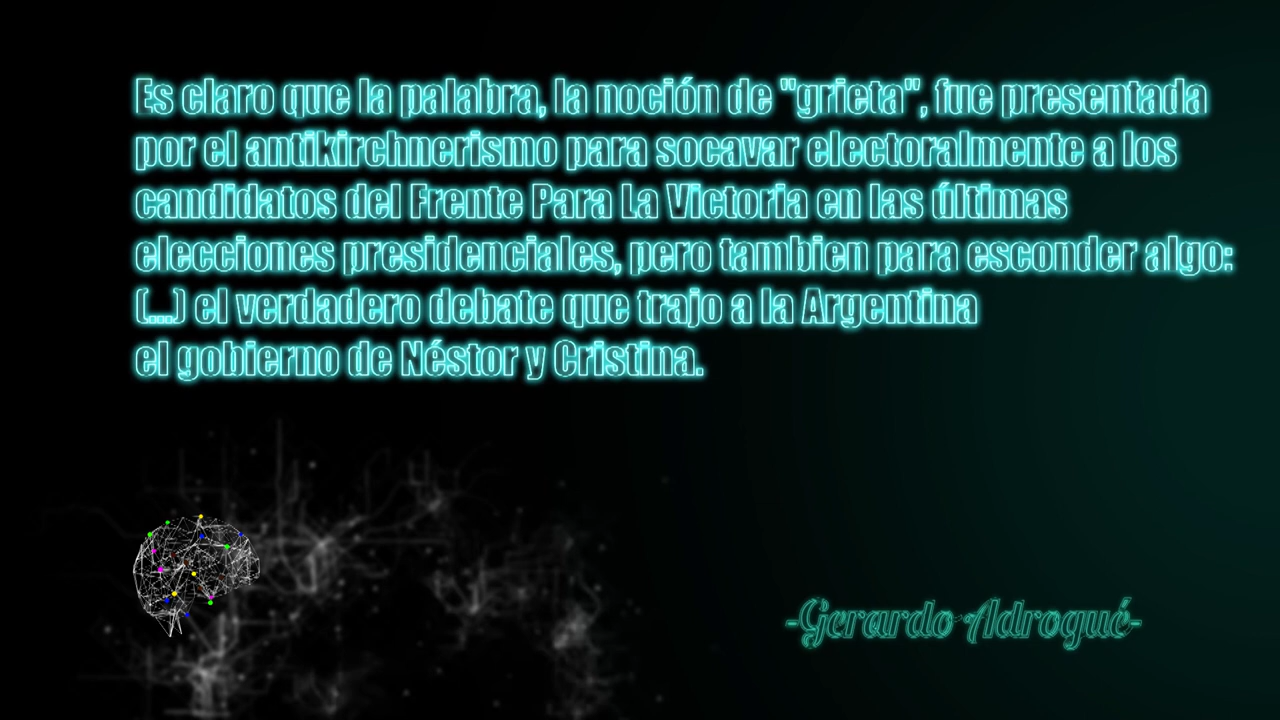 Es claro que la palabra, la noción de "grieta", fue presentada
por el antikirchnerismo para socavar electoralmente a los
candidatos del Frente Para La Victoria en las últimas
elecciones presidenciales, pero tambien para esconder algo:
(...) el verdadero debate que trajo a la Argentina
el gobierno de Néstor y Cristina.
-Gerardo Adrogué-